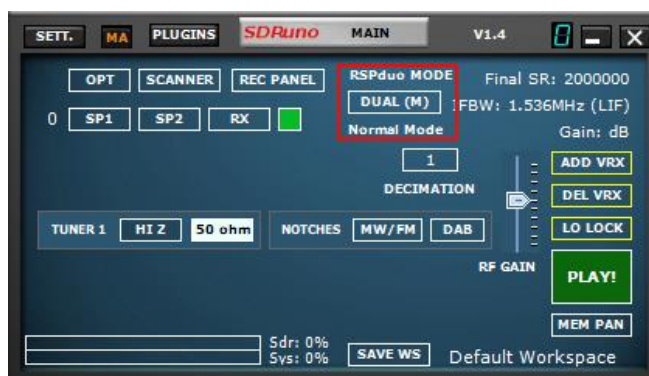 SETT. MA PLUGINS SDRuno MAIN V1.4 0
OPT SCANNER REC PANEL RSPduo MODE Final SR: 2000000
DUAL (M) IFBW: 1.536MHz (LIF)
0 SP1 SP2 RX Normal Mode Gain: dB
1 ADD VRX
DECIMATION DEL VRX
TUNER 1 HI Z 50 ohm NOTCHES MW/FM DAB LO LOCK
RF GAIN PLAY!
MEM PAN
Sdr: 0%
Sys: 0% SAVE WS Default Workspace